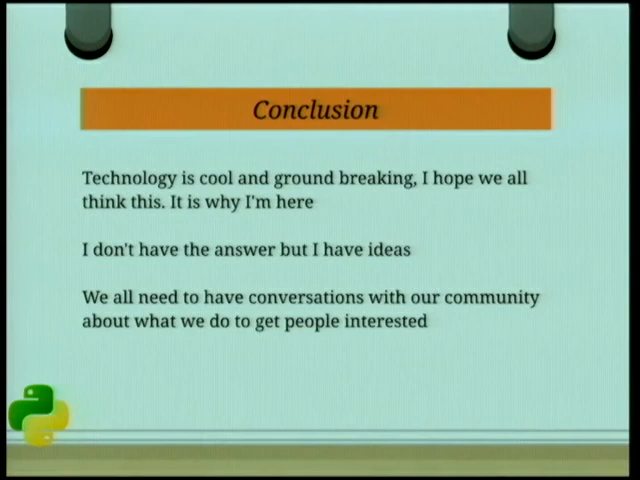 Conclusion
Technology is cool and ground breaking, I hope we all
think this. It is why I'm here
I don't have the answer but I have ideas
We all need to have conversations with our community
about what we do to get people interested